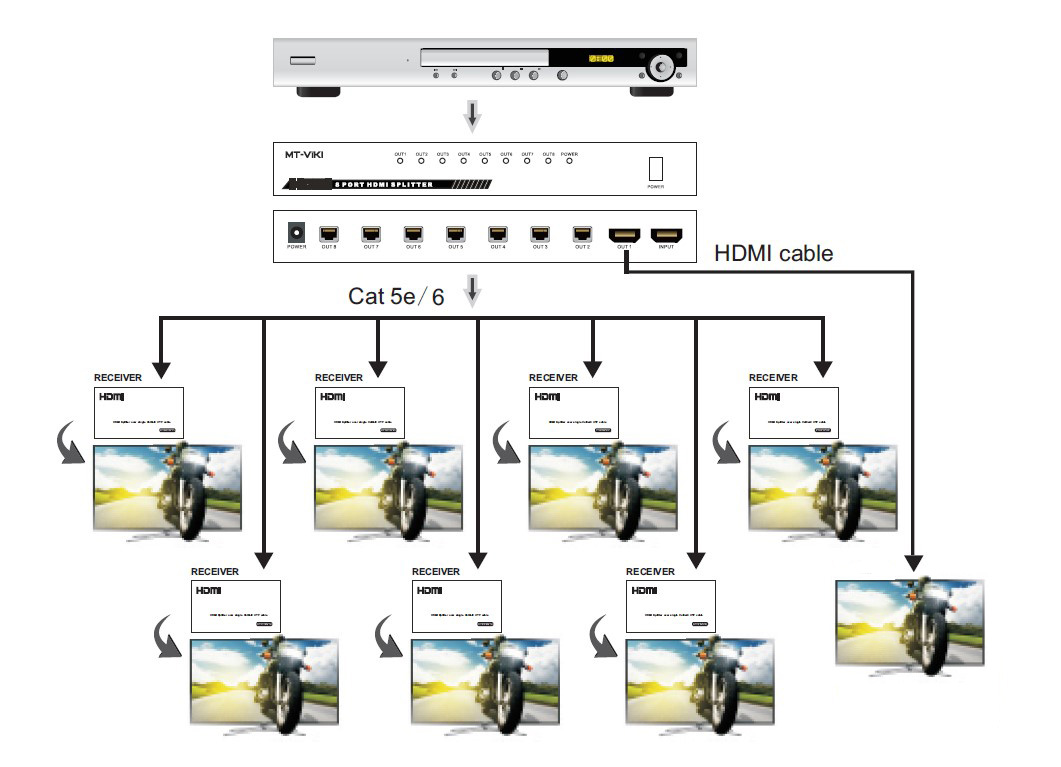 MT-VIKI
OUT1 OUT2 OUT3 OUT4 OUT5 OUT6 OUT7 OUT8 POWER
8 PORT HDMI SPLITTER
POWER
POWER OUT 8 OUT 7 OUT 6 OUT 5 OUT 4 OUT 3 OUT 2 OUT 1 INPUT
HDMI cable
Cat 5e/6
RECEIVER RECEIVER RECEIVER RECEIVER
HDMI HDMI HDMI HDMI
RECEIVER RECEIVER RECEIVER
HDMI HDMI HDMI